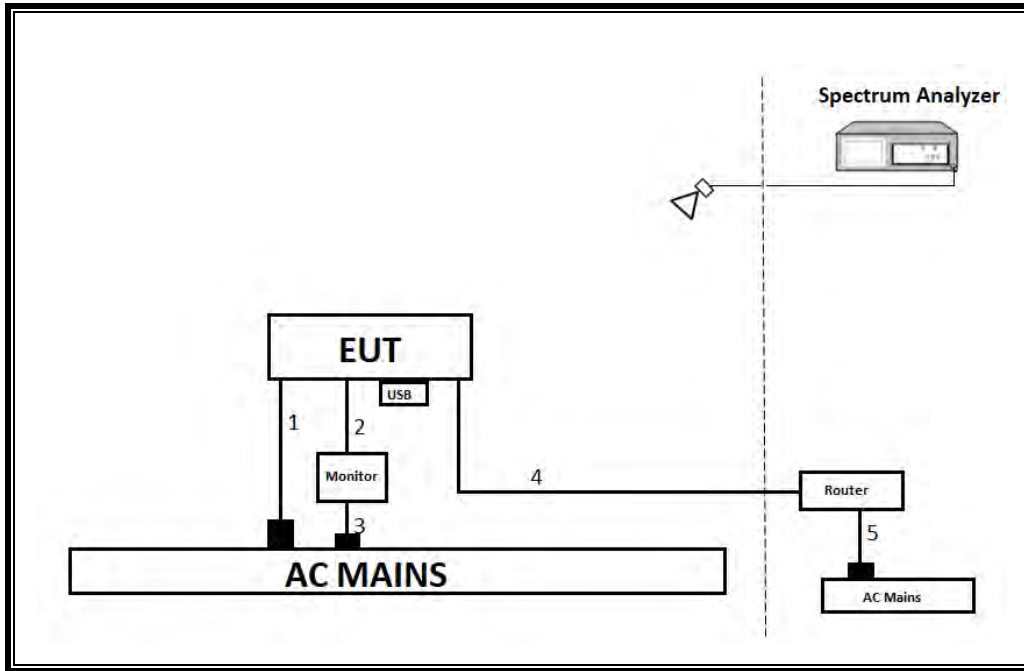 Spectrum Analyzer
EUT
USB
1
2
Monitor
4
Router
3
5
AC MAINS
AC Mains